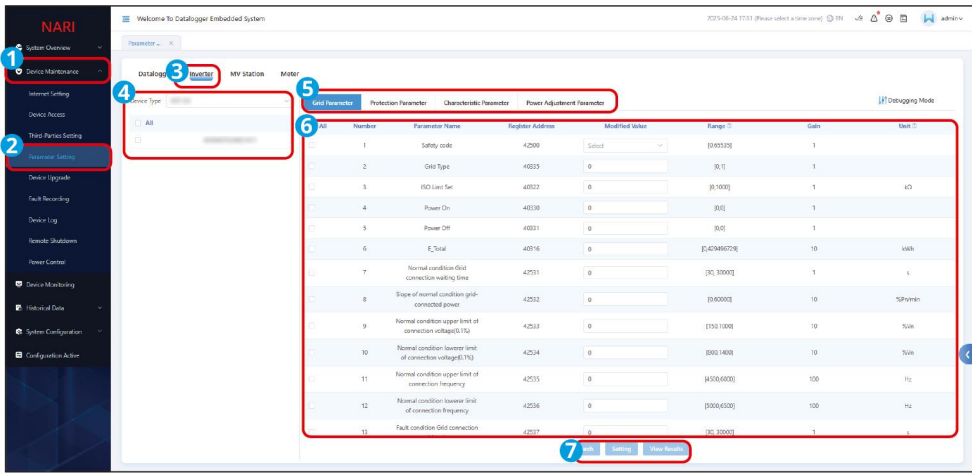 NARI
Welcome To Datalogger Embedded System
2025-06-24 17:51 (Please select a time zone) EN
admin
System Overview
Parameter ... ×
1
Device Maintenance
Internet Setting
Device Access
Third-Parties Setting
2
Parameter Setting
Device Upgrade
Fault Recording
Device Log
Remote Shutdown
Power Control
Device Monitoring
Historical Data
System Configuration
Configuration Active
3
Inverter MV Station Meter
4
Device Type
All
5
Grid Parameter Protection Parameter Characteristic Parameter Power Adjustment Parameter
Debugging Mode
6
All Number Parameter Name Register Address Modified Value Range Gain Unit
1 Safety code 42500 Select [0,65535] 1
2 Grid Type 40335 0 [0,1] 1
3 ISO Limit Set 40322 0 [0,1000] 1 kΩ
4 Power On 40330 0 [0,0] 1
5 Power Off 40331 0 [0,0] 1
6 E_Total 40316 0 [0,429496729] 10 kWh
7 Normal condition Grid
connection waiting time 42531 0 [30, 30000] 1 s
8 Slope of normal condition grid-
connected power 42532 0 [0,60000] 10 %Pn/min
9 Normal condition upper limit of
connection voltage(0.1%) 42533 0 [150,1000] 10 %Vn
10 Normal condition lowerer limit
of connection voltage(0.1%) 42534 0 [800,1400] 10 %Vn
11 Normal condition upper limit of
connection frequency 42535 0 [4500,6000] 100 Hz
12 Normal condition lowerer limit
of connection frequency 42536 0 [5000,6500] 100 Hz
13 Fault condition Grid connection 42537 0 [30, 30000] 1 s
7
Setting View Results